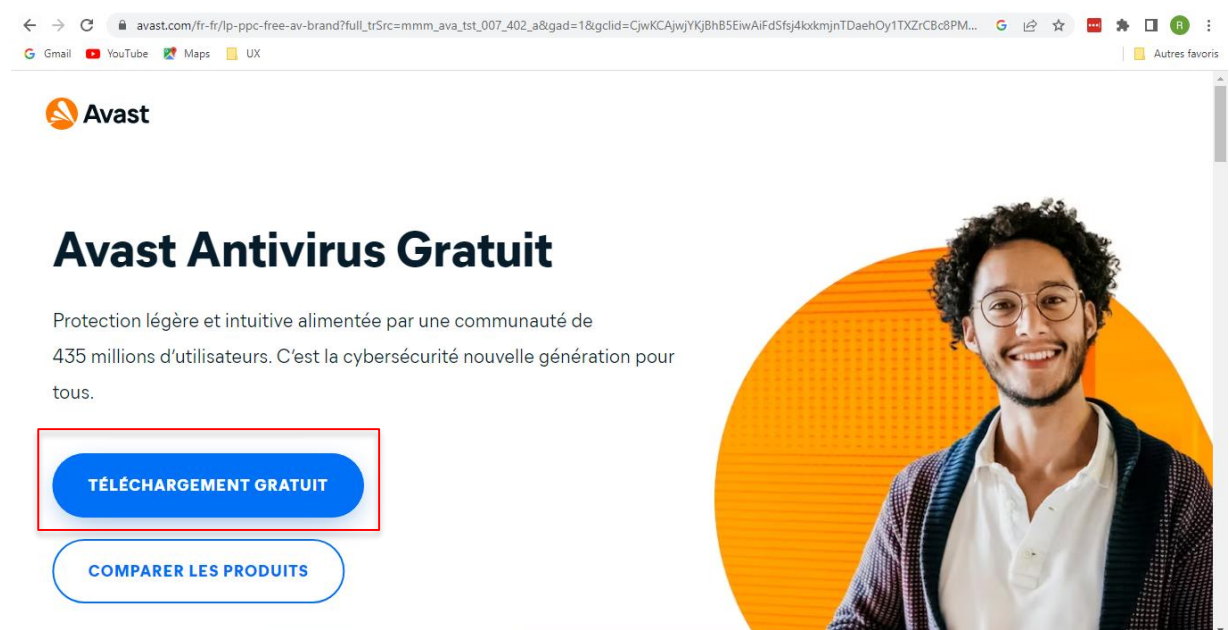 avast.com/fr-fr/lp-ppc-free-av-brand?full_trSrc=mmm_ava_tst_007_402_a&gad=1&gclid=CjwKCAjwjYKjBhB5EiwAiFdSfsj4kxkmjnTDaehOy1TXZrCBc8PM...
G Gmail YouTube Maps UX Autres favoris
Avast
Avast Antivirus Gratuit
Protection légère et intuitive alimentée par une communauté de
435 millions d’utilisateurs. C’est la cybersécurité nouvelle génération pour
tous.
TÉLÉCHARGEMENT GRATUIT
COMPARER LES PRODUITS